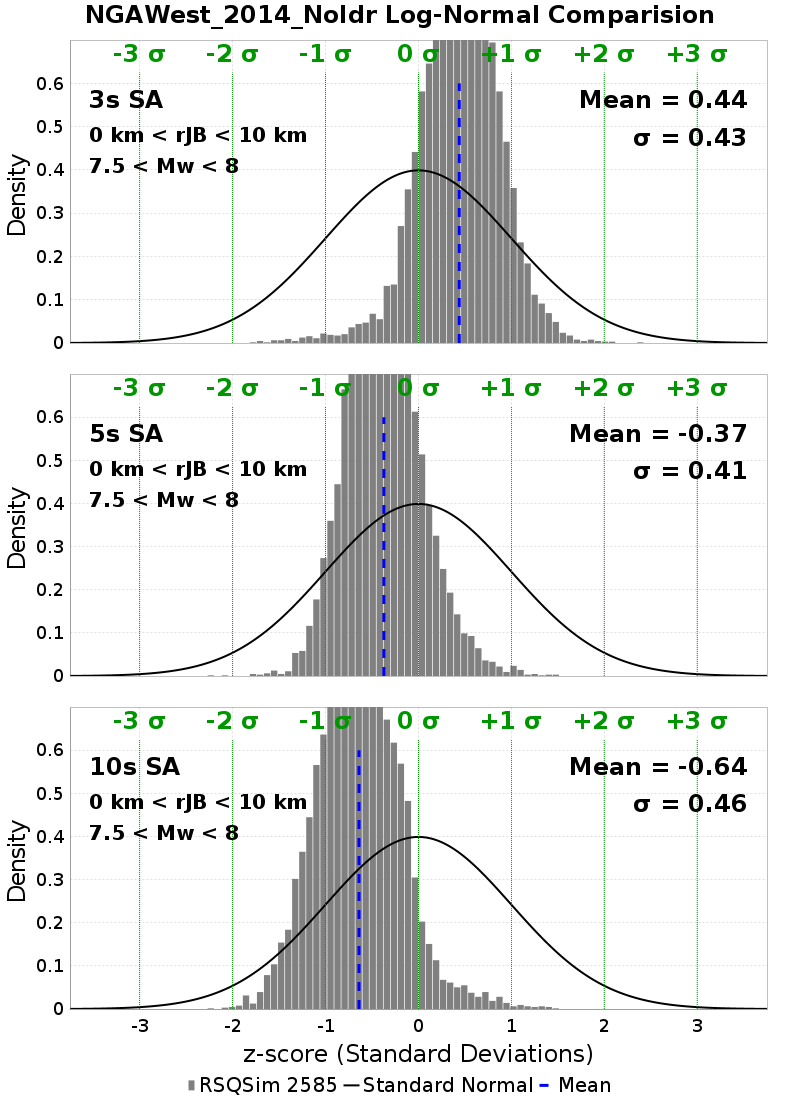 NGAWest_2014_NoIdr Log-Normal Comparision
-3 σ -2 σ -1 σ 0 σ +1 σ +2 σ +3 σ
3s SA
0 km < rJB < 10 km
7.5 < Mw < 8
Mean = 0.44
σ = 0.43
Density
0.6
0.5
0.4
0.3
0.2
0.1
0
-3 σ -2 σ -1 σ 0 σ +1 σ +2 σ +3 σ
5s SA
0 km < rJB < 10 km
7.5 < Mw < 8
Mean = -0.37
σ = 0.41
Density
0.6
0.5
0.4
0.3
0.2
0.1
0
-3 σ -2 σ -1 σ 0 σ +1 σ +2 σ +3 σ
10s SA
0 km < rJB < 10 km
7.5 < Mw < 8
Mean = -0.64
σ = 0.46
Density
0.6
0.5
0.4
0.3
0.2
0.1
0
-3 -2 -1 0 1 2 3
z-score (Standard Deviations)
RSQSim 2585 Standard Normal Mean